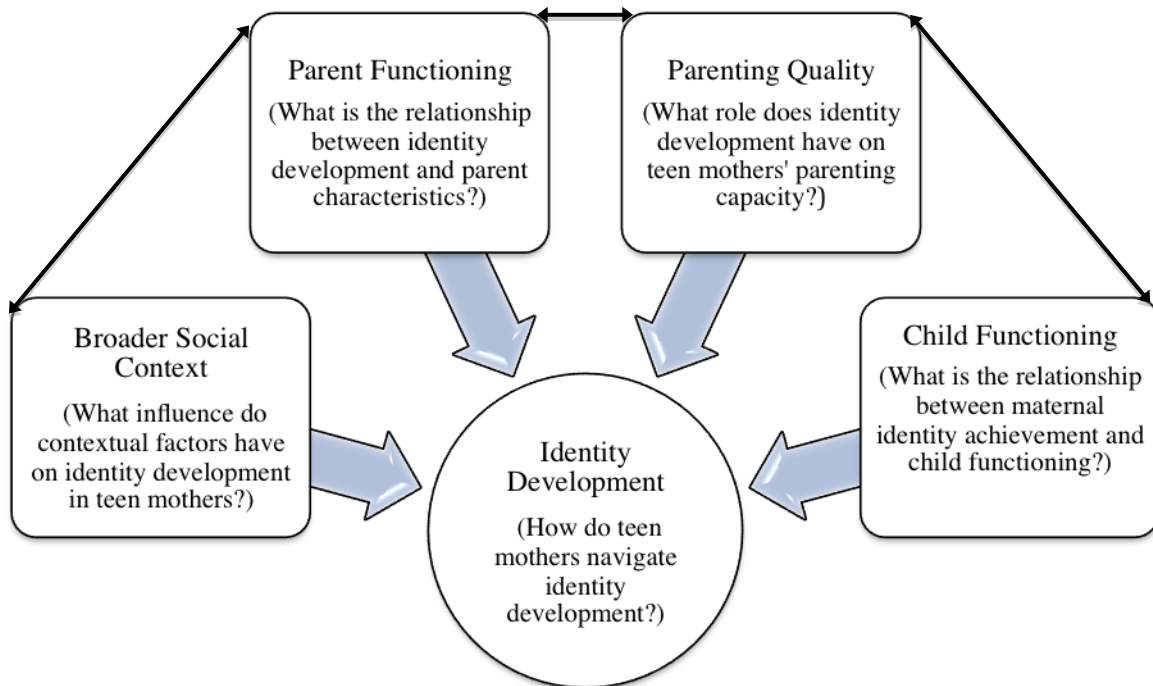 Parent Functioning
(What is the relationship
between identity
development and parent
characteristics?)
Parenting Quality
(What role does identity
development have on
teen mothers' parenting
capacity?)
Broader Social
Context
(What influence do
contextual factors have
on identity development
in teen mothers?)
Child Functioning
(What is the relationship
between maternal
identity achievement and
child functioning?)
Identity
Development
(How do teen
mothers navigate
identity
development?)